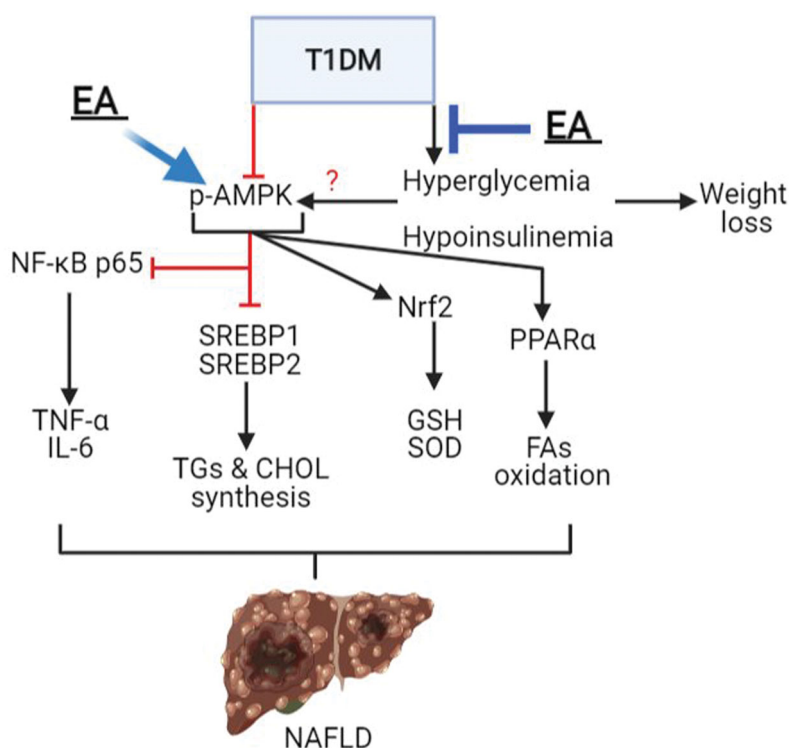 T1DM
EA
EA
p-AMPK
?
Hyperglycemia
Weight
loss
Hypoinsulinemia
NF-κB p65
Nrf2
SREBP1
SREBP2
PPARα
TNF-α
IL-6
GSH
SOD
FAs
oxidation
TGs & CHOL
synthesis
NAFLD